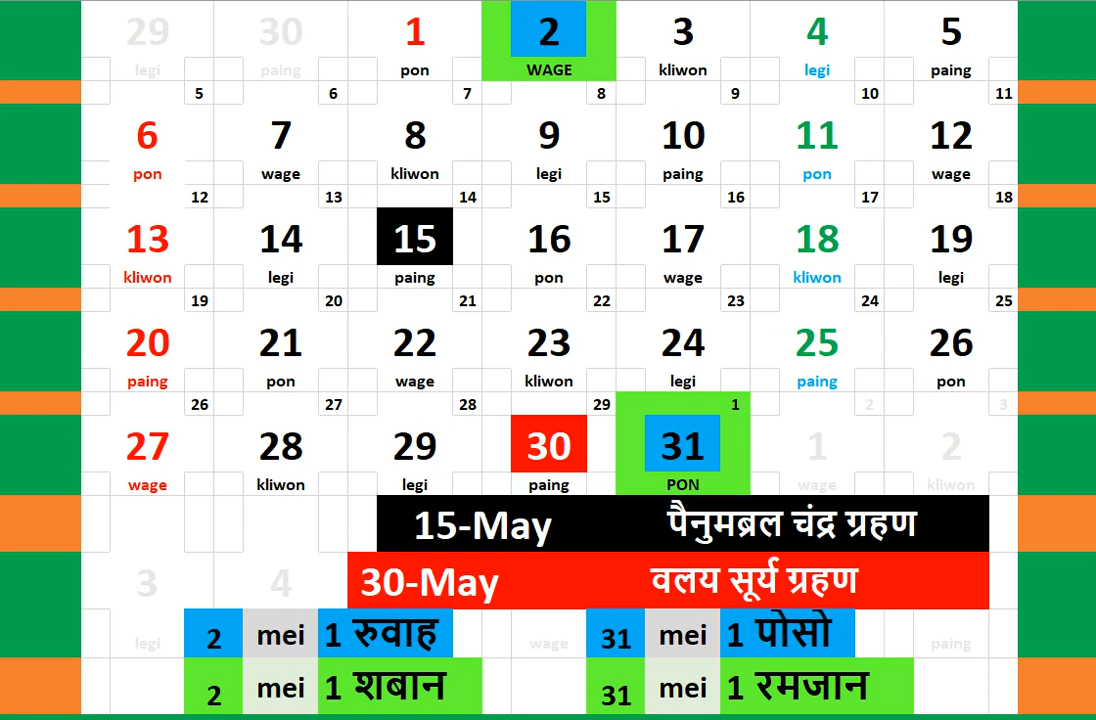 29 30 1 2 3 4 5
legi paing pon WAGE kliwon legi paing
5 6 7 8 9 10 11
6 7 8 9 10 11 12
pon wage kliwon legi paing pon wage
12 13 14 15 16 17 18
13 14 15 16 17 18 19
kliwon legi paing pon wage kliwon legi
19 20 21 22 23 24 25
20 21 22 23 24 25 26
paing pon wage kliwon legi paing pon
26 27 28 29 1 2 3
27 28 29 30 31 1 2
wage kliwon legi paing PON wage kliwon
15-May पैनुमब्रल चंद्र ग्रहण
3 4 30-May वलय सूर्य ग्रहण
legi 2 mei 1 रुवाह wage 31 mei 1 पोसो paing
2 mei 1 शबान 31 mei 1 रमजान